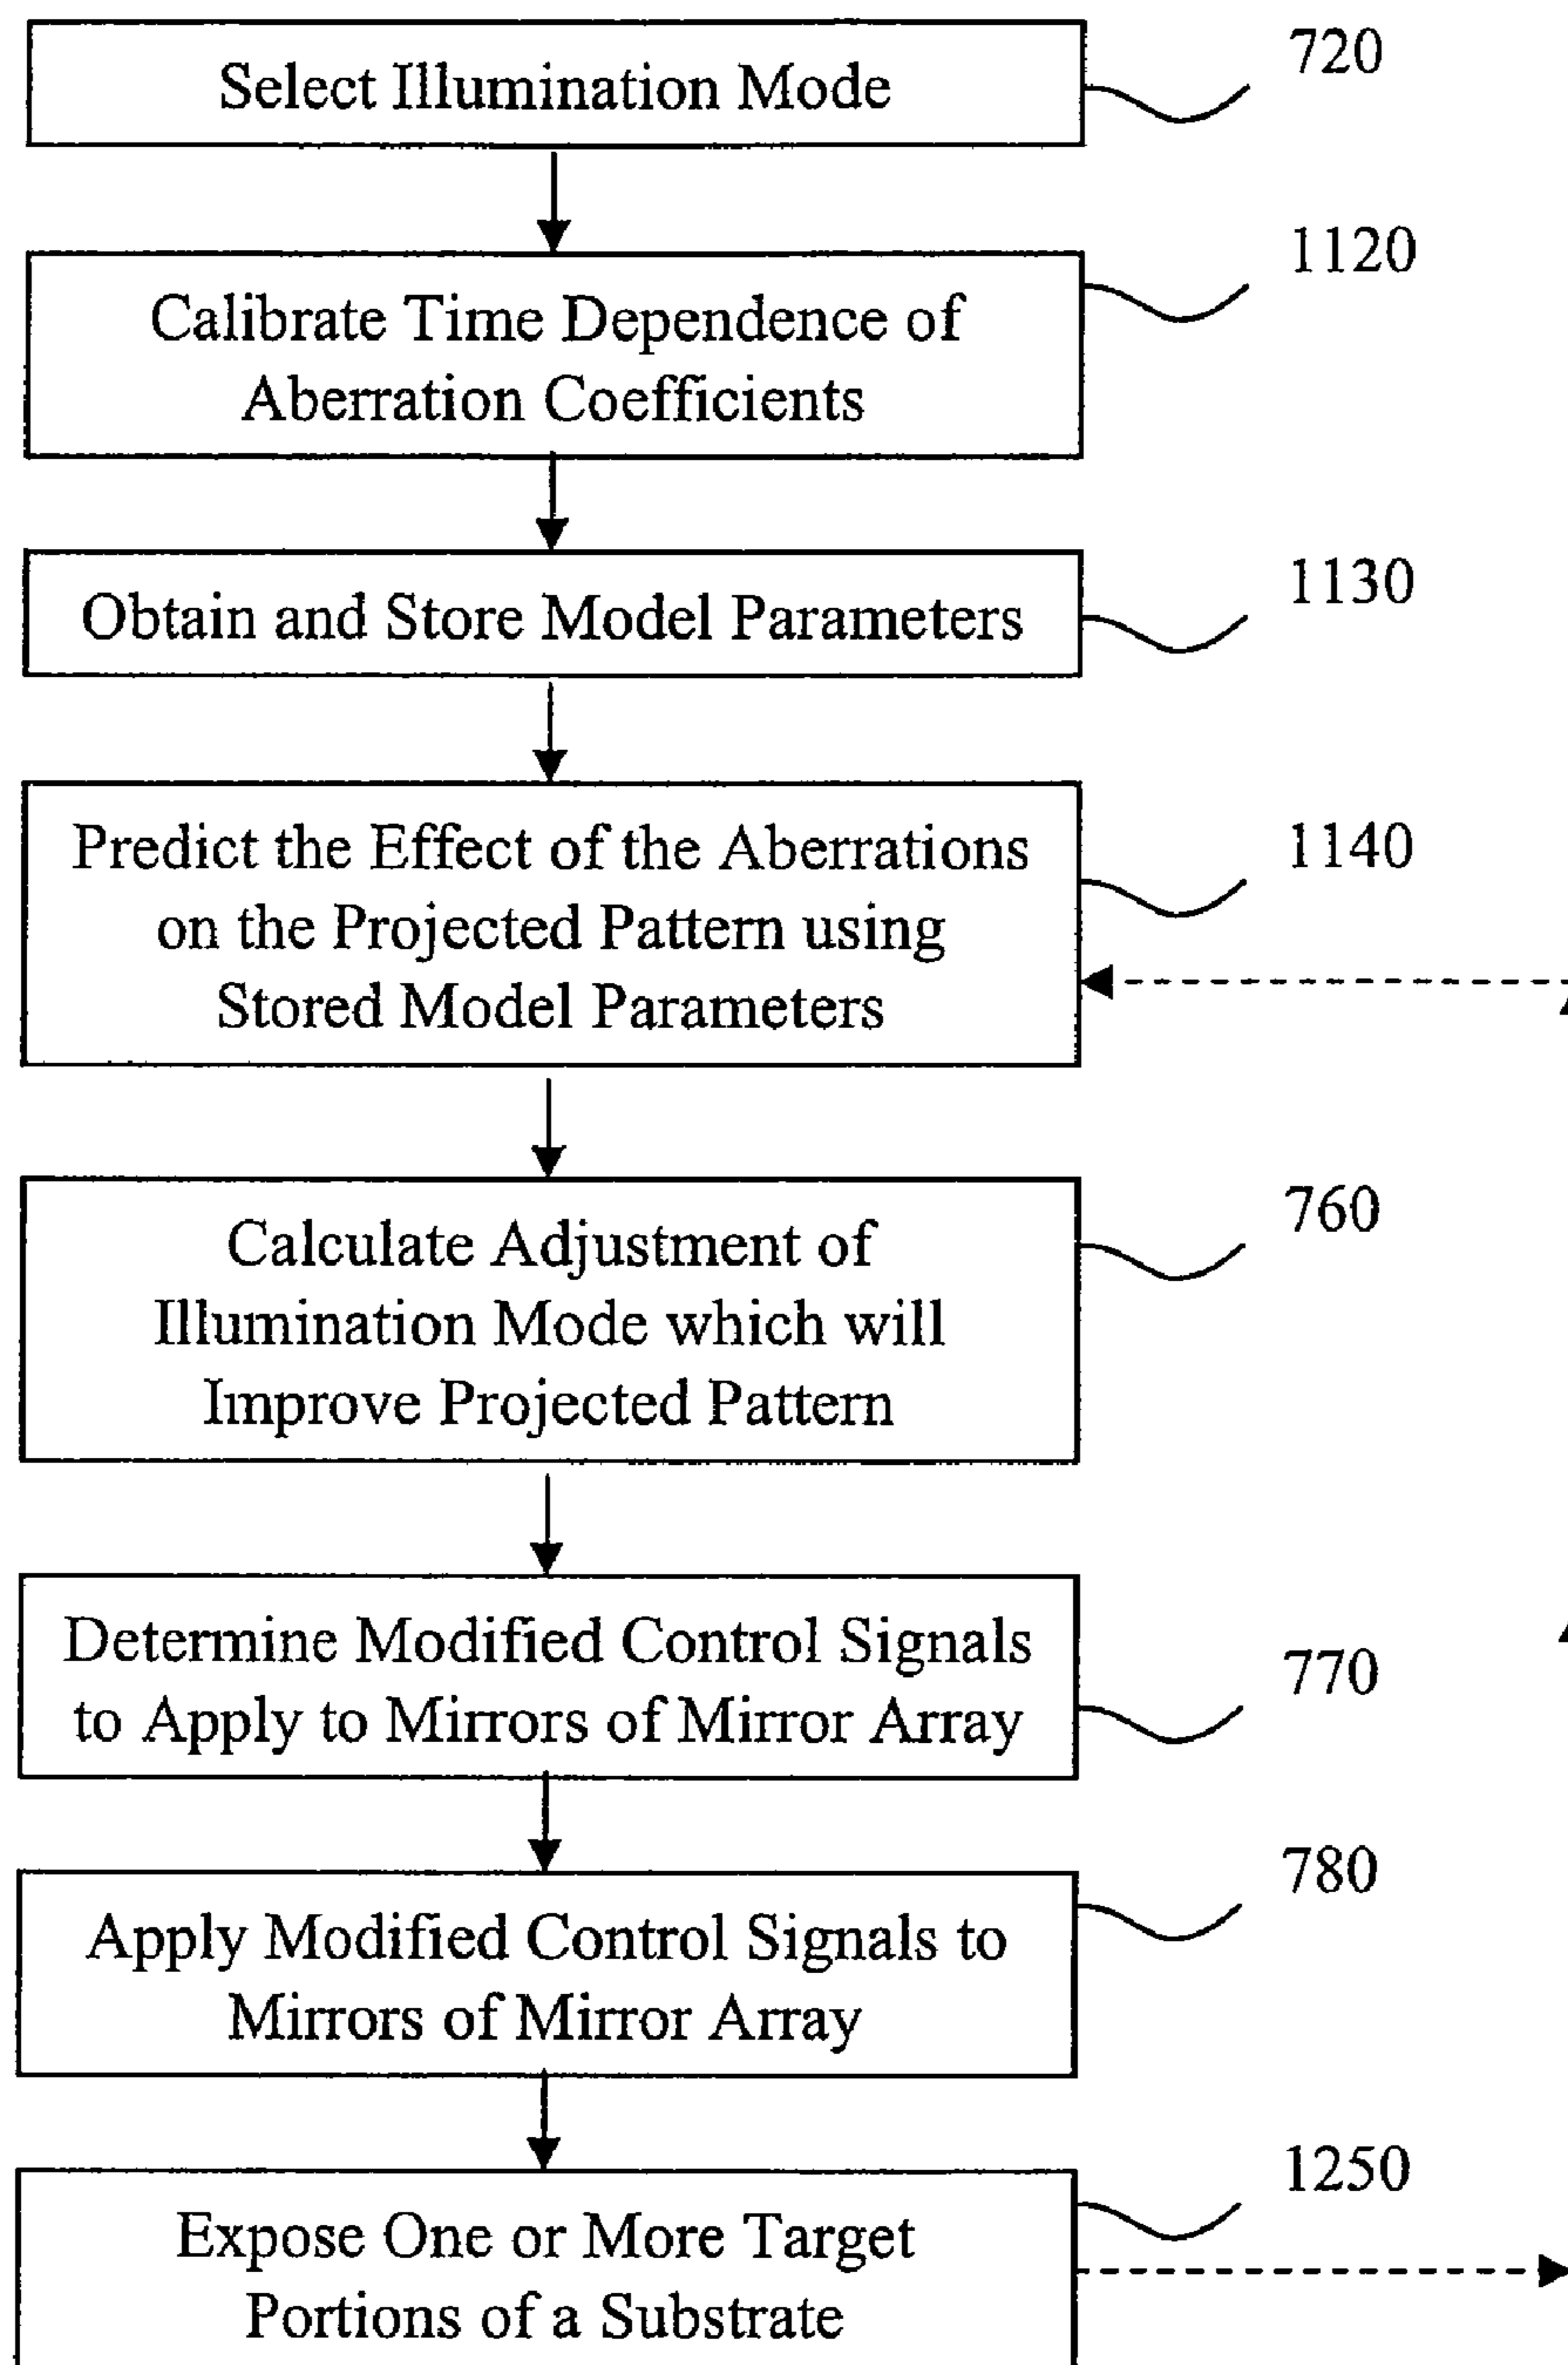 Select Illumination Mode
720
Calibrate Time Dependence of
Aberration Coefficients
1120
Obtain and Store Model Parameters
1130
Predict the Effect of the Aberrations
on the Projected Pattern using
Stored Model Parameters
1140
Calculate Adjustment of
Illumination Mode which will
Improve Projected Pattern
760
Determine Modified Control Signals
to Apply to Mirrors of Mirror Array
770
Apply Modified Control Signals to
Mirrors of Mirror Array
780
Expose One or More Target
Portions of a Substrate
1250